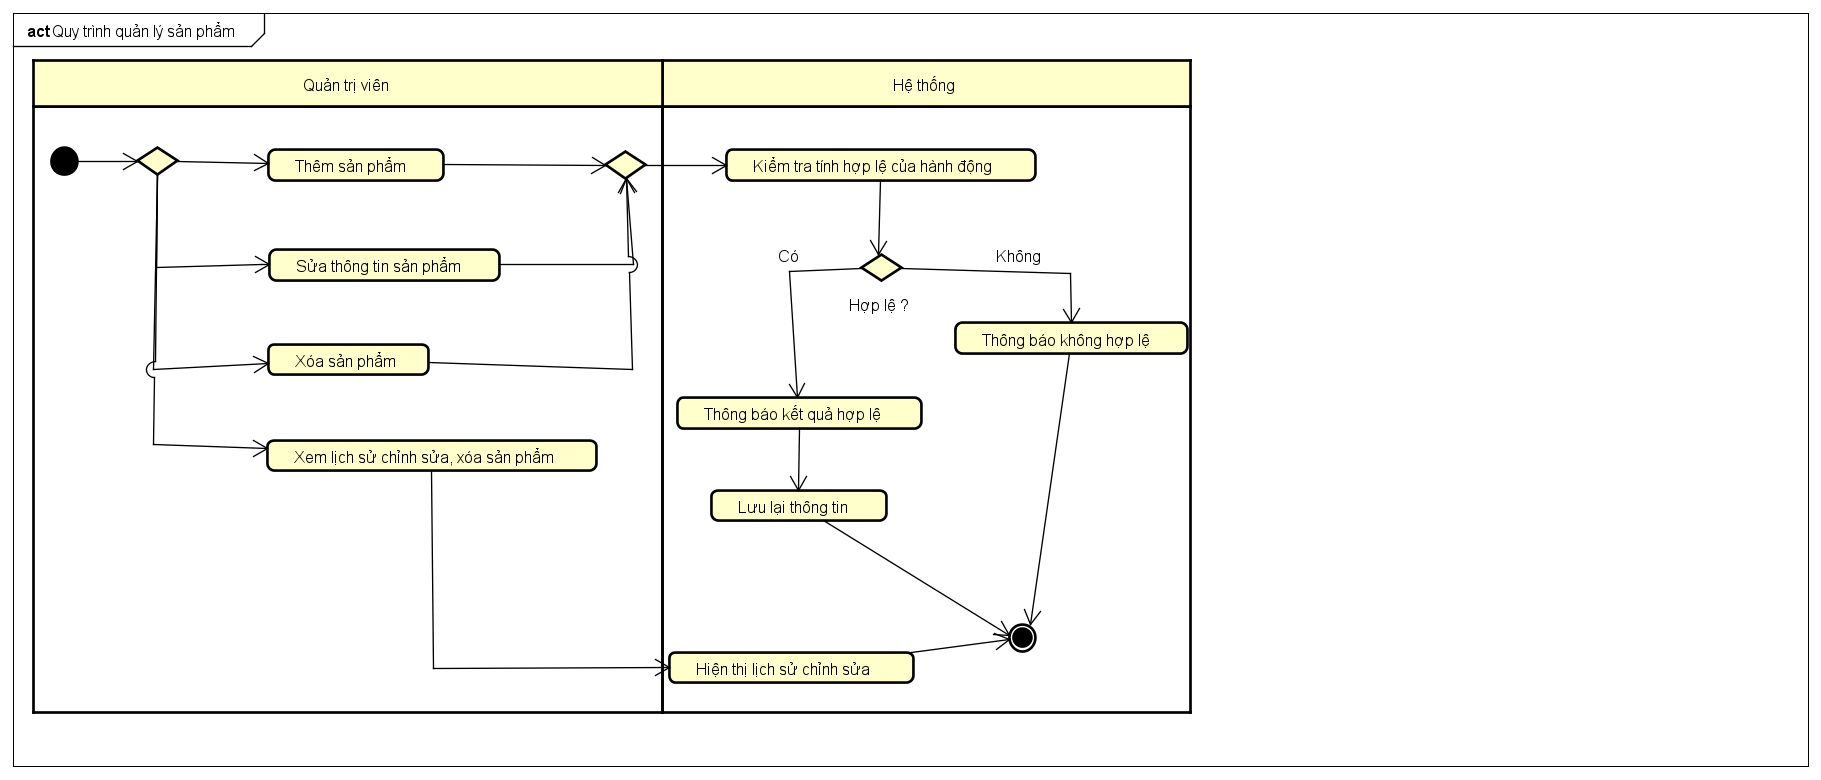 act Quy trình quản lý sản phẩm
Quản trị viên
Hệ thống
Thêm sản phẩm
Kiểm tra tính hợp lệ của hành động
Sửa thông tin sản phẩm
Có
Không
Hợp lệ ?
Thông báo không hợp lệ
Xóa sản phẩm
Thông báo kết quả hợp lệ
Xem lịch sử chỉnh sửa, xóa sản phẩm
Lưu lại thông tin
Hiện thị lịch sử chỉnh sửa